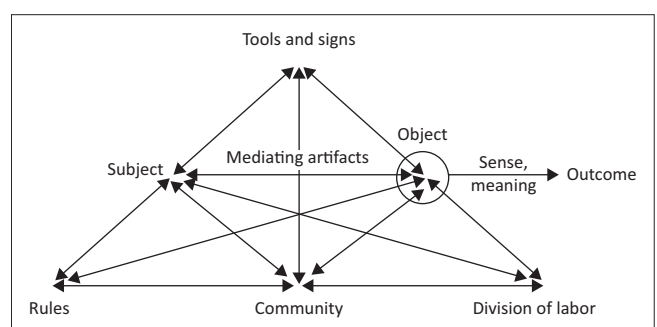 Tools and signs
Object
Mediating artifacts
Subject
Sense,
meaning
Outcome
Rules
Community
Division of labor